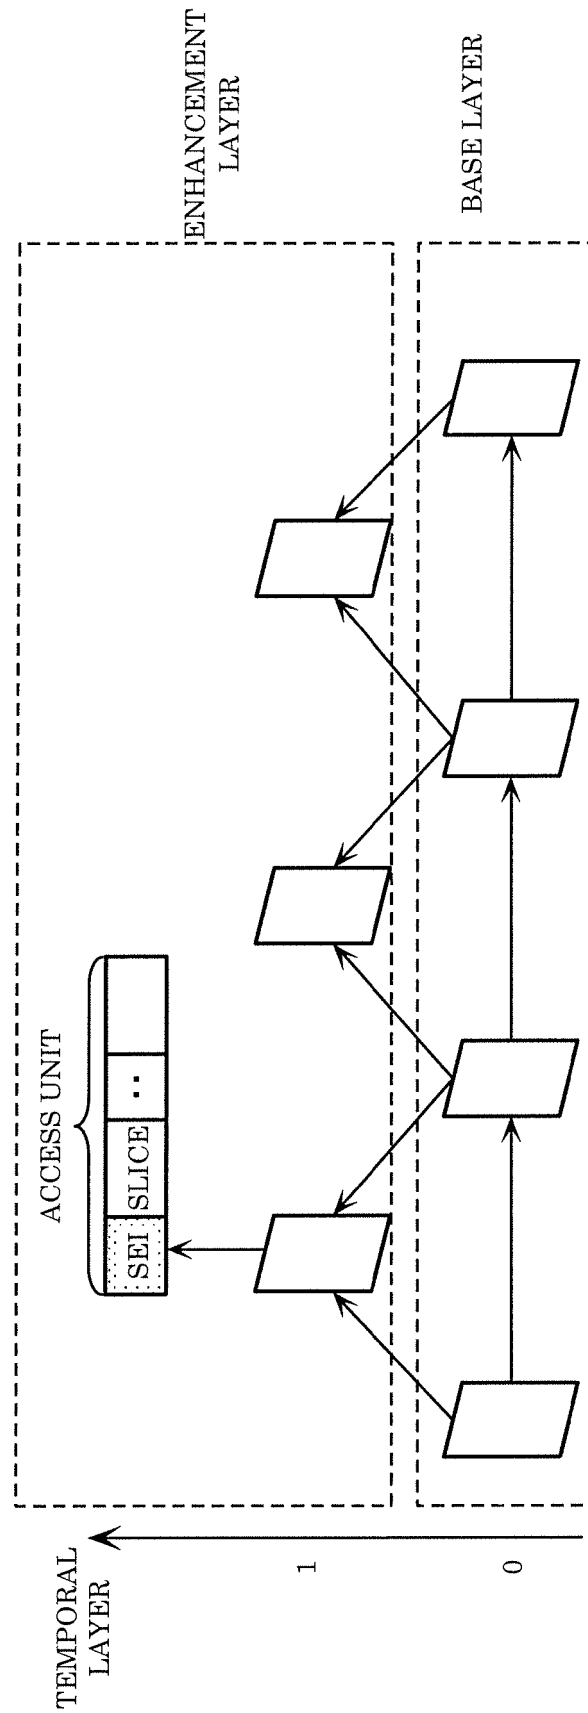 TEMPORAL
LAYER
1
0
ACCESS UNIT
SEI SLICE ..
ENHANCEMENT
LAYER
BASE LAYER